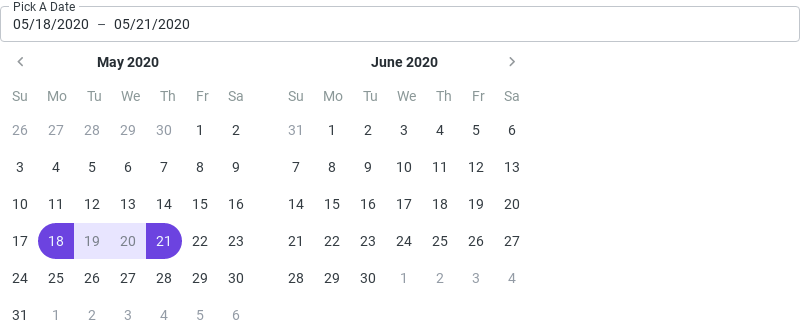 Pick A Date
05/18/2020 – 05/21/2020
May 2020
Su Mo Tu We Th Fr Sa
26 27 28 29 30 1 2
3 4 5 6 7 8 9
10 11 12 13 14 15 16
17 18 19 20 21 22 23
24 25 26 27 28 29 30
31 1 2 3 4 5 6
June 2020
Su Mo Tu We Th Fr Sa
31 1 2 3 4 5 6
7 8 9 10 11 12 13
14 15 16 17 18 19 20
21 22 23 24 25 26 27
28 29 30 1 2 3 4